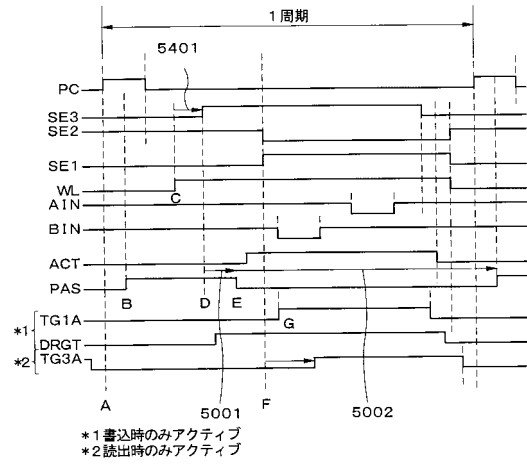 1周期
5401
PC
SE3
SE2
SE1
WL
C
AIN
BIN
ACT
PAS
B
D
E
*1
TG1A
G
DRGT
*2
TG3A
A
5001
F
5002
*1書込時のみアクティブ
*2読出時のみアクティブ